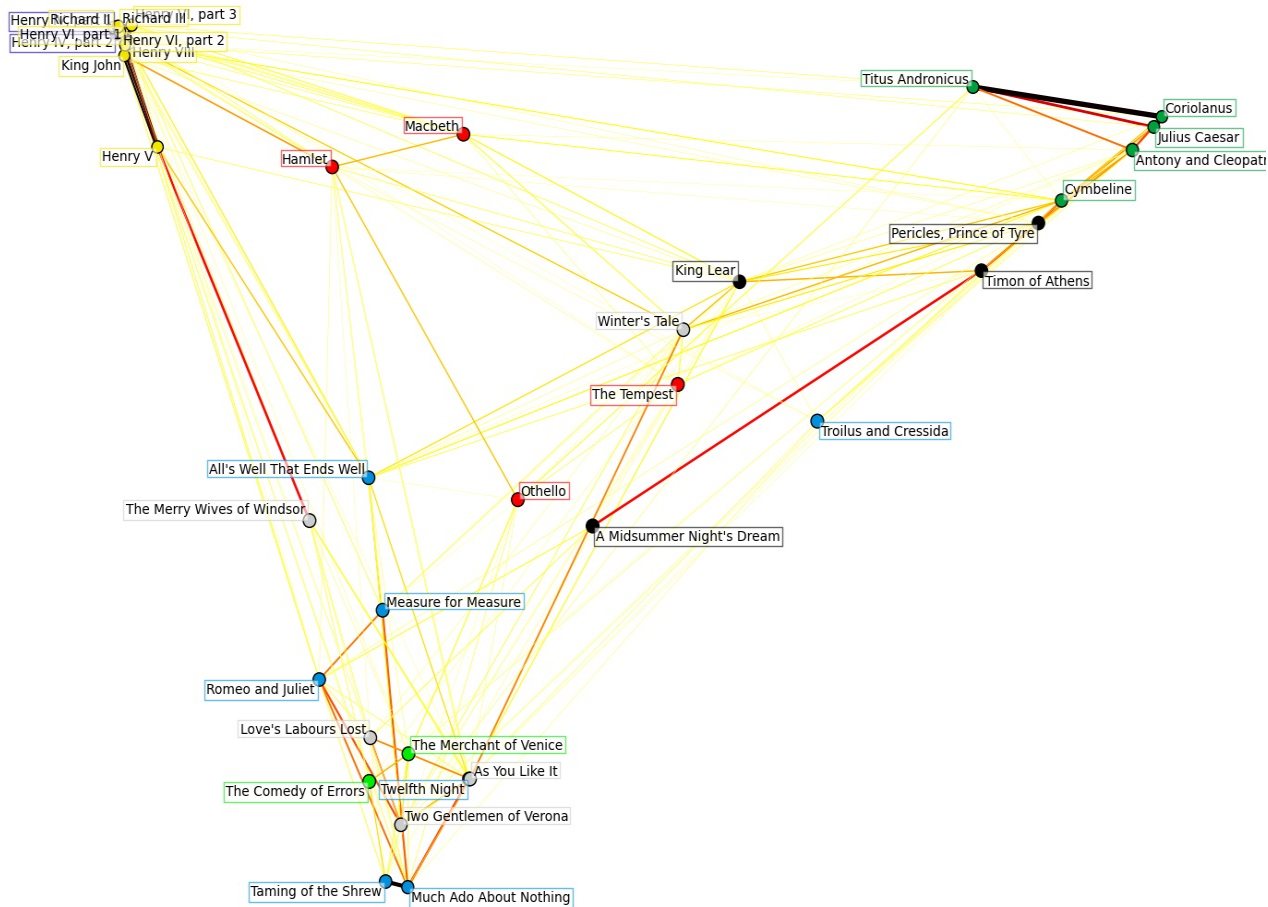 Richard II
Richard III
Henry VI, part 3
Henry VI, part 1
Henry VI, part 2
Henry IV, part 2
Henry VIII
King John
Titus Andronicus
Coriolanus
Macbeth
Julius Caesar
Henry V
Hamlet
Antony and Cleopatr
Cymbeline
Pericles, Prince of Tyre
King Lear
Timon of Athens
Winter's Tale
The Tempest
Troilus and Cressida
All's Well That Ends Well
Othello
The Merry Wives of Windsor
A Midsummer Night's Dream
Measure for Measure
Romeo and Juliet
Love's Labours Lost
The Merchant of Venice
As You Like It
The Comedy of Errors
Twelfth Night
Two Gentlemen of Verona
Taming of the Shrew
Much Ado About Nothing